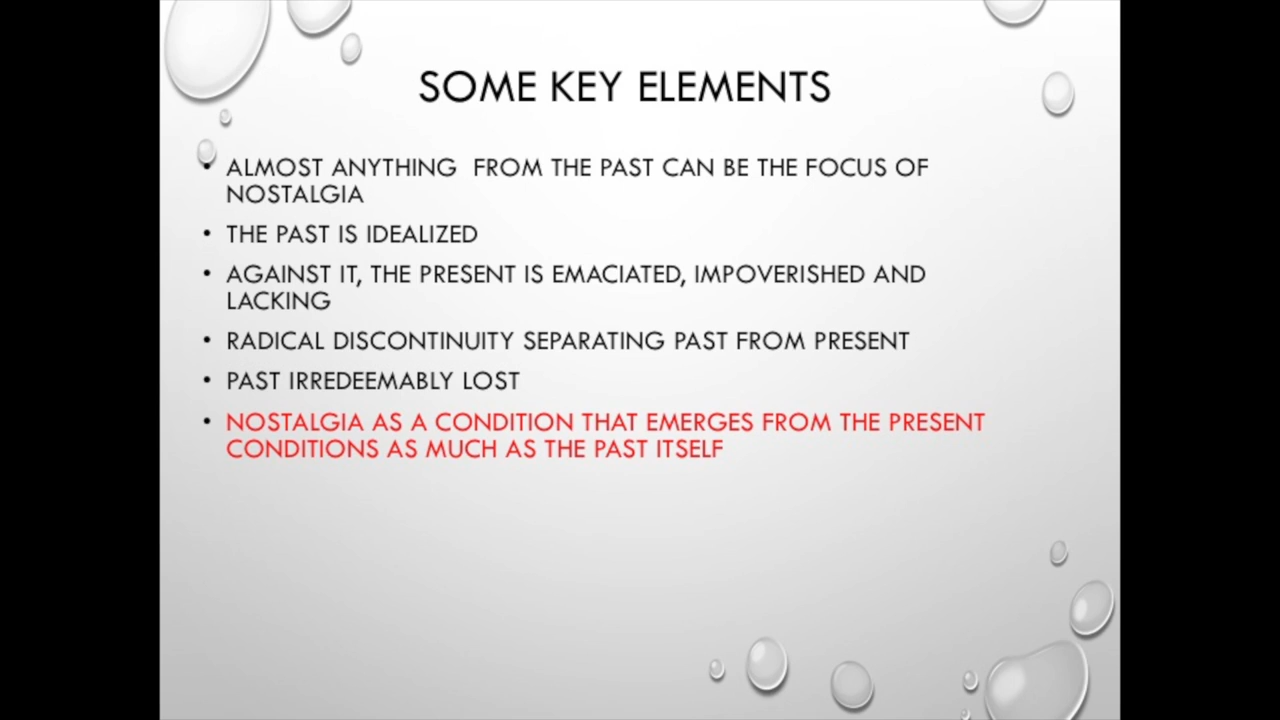 SOME KEY ELEMENTS
• ALMOST ANYTHING  FROM THE PAST CAN BE THE FOCUS OF
NOSTALGIA
• THE PAST IS IDEALIZED
• AGAINST IT, THE PRESENT IS EMACIATED, IMPOVERISHED AND
LACKING
• RADICAL DISCONTINUITY SEPARATING PAST FROM PRESENT
• PAST IRREDEEMABLY LOST
• NOSTALGIA AS A CONDITION THAT EMERGES FROM THE PRESENT
CONDITIONS AS MUCH AS THE PAST ITSELF